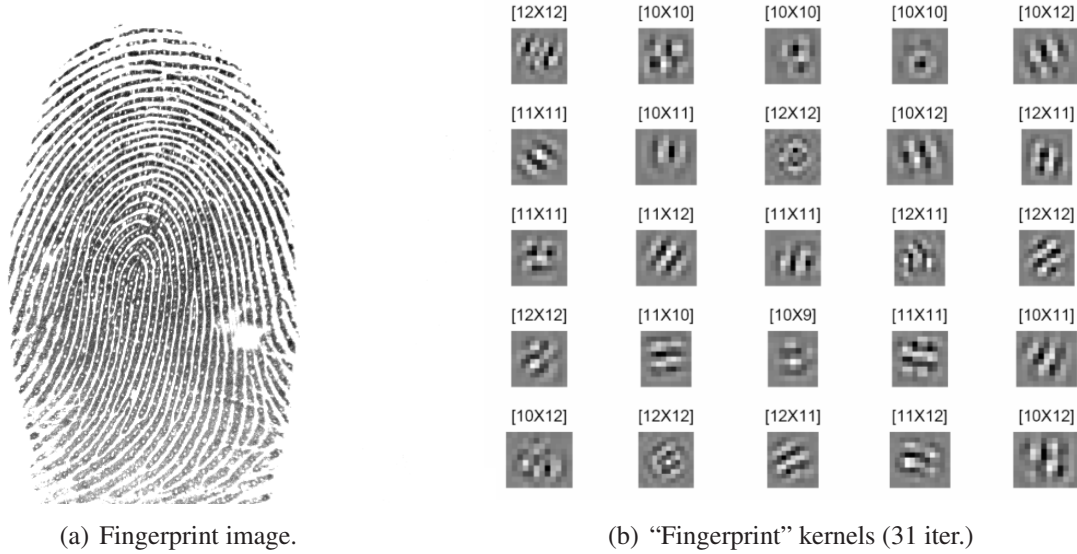 [12X12] [10X10] [10X10] [10X10] [10X12]
[11X11] [10X11] [12X12] [10X12] [12X11]
[11X11] [11X12] [11X11] [12X11] [12X12]
[12X12] [11X10] [10X9] [11X11] [10X11]
[10X12] [12X12] [12X11] [11X12] [10X12]
(a) Fingerprint image. (b) “Fingerprint” kernels (31 iter.)